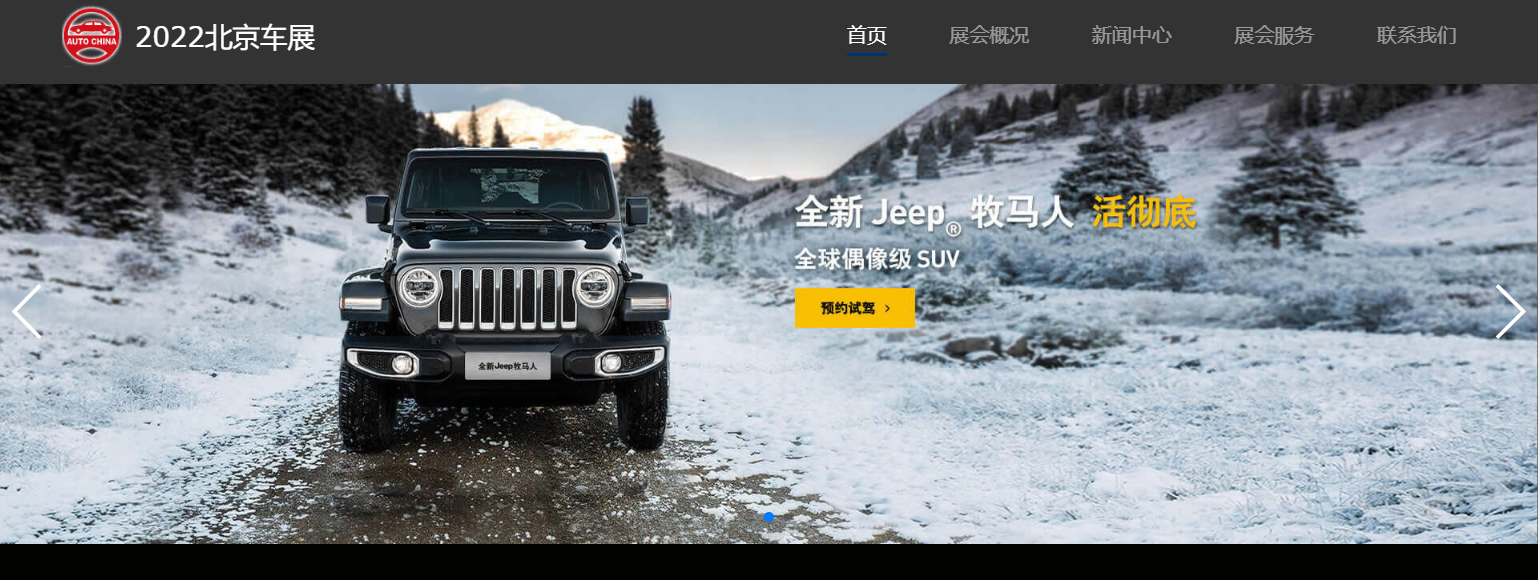 AUTO CHINA
2022北京车展
首页 展会概况 新闻中心 展会服务 联系我们
全新 Jeep® 牧马人 活彻底
全球偶像级 SUV
预约试驾 >
全新Jeep牧马人